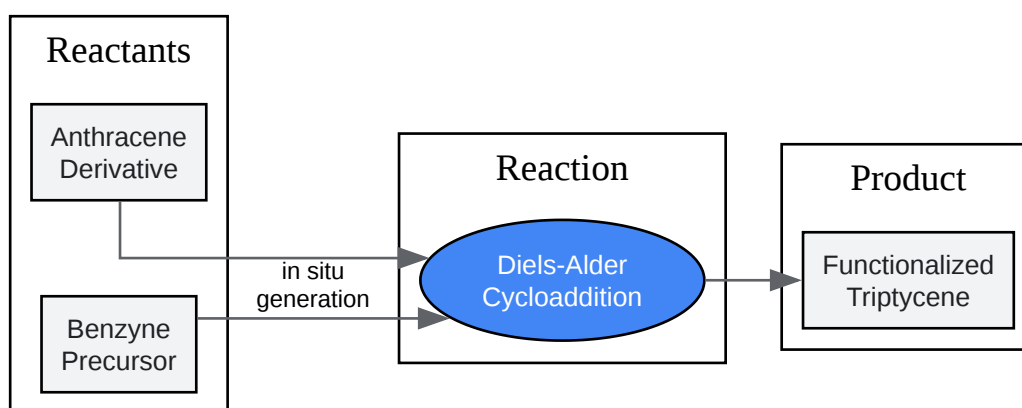 Reactants
Anthracene
Derivative
Benzyne
Precursor
in situ
generation
Reaction
Diels-Alder
Cycloaddition
Product
Functionalized
Triptycene